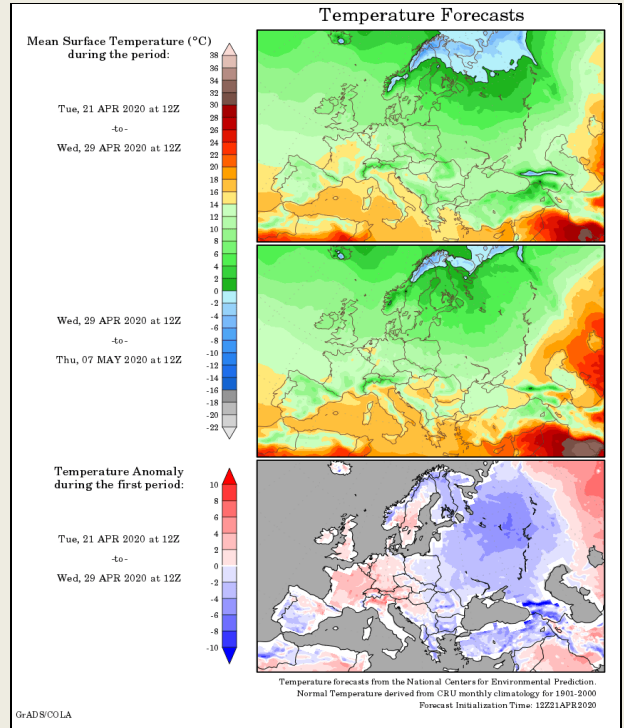 Temperature Forecasts
Mean Surface Temperature (°C)
during the period:
38
36
34
32
30
28
26
24
22
20
18
16
14
12
10
8
6
4
2
0
-2
-4
-6
-8
-10
-12
-14
-16
-18
-20
-22
Tue, 21 APR 2020 at 12Z
-to-
Wed, 29 APR 2020 at 12Z
Wed, 29 APR 2020 at 12Z
-to-
Thu, 07 MAY 2020 at 12Z
Temperature Anomaly
during the first period:
10
8
6
4
2
0
-2
-4
-6
-8
-10
Tue, 21 APR 2020 at 12Z
-to-
Wed, 29 APR 2020 at 12Z
Temperature forecasts from the National Centers for Environmental Prediction.
Normal Temperature derived from CRU monthly climatology for 1901-2000
Forecast Initialization Time: 12Z21APR2020
GrADS/COLA